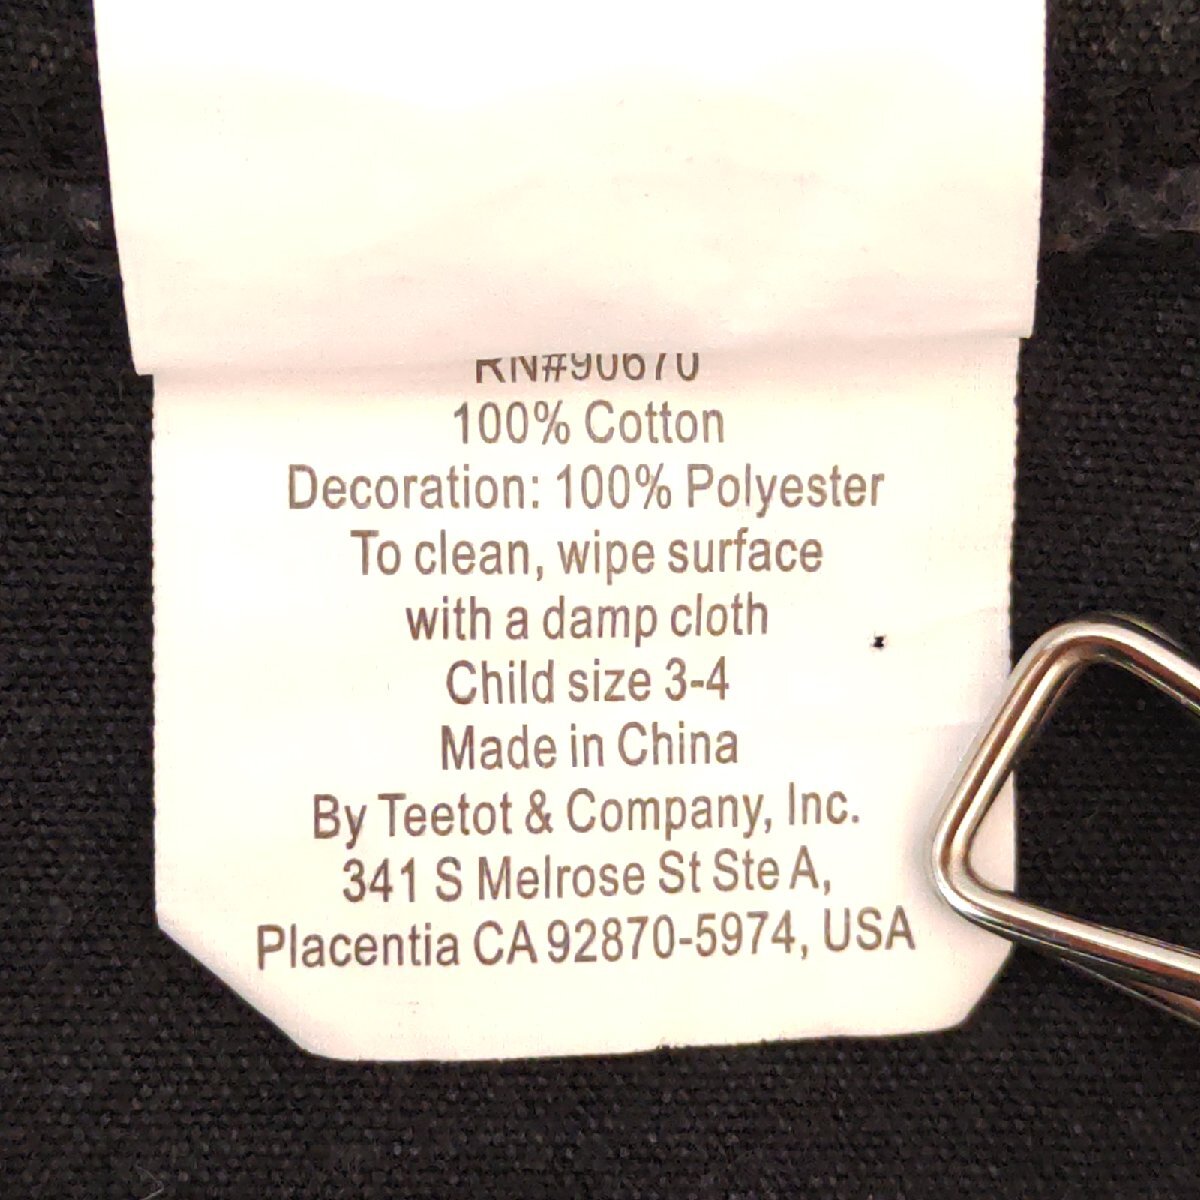 RN#90670
100% Cotton
Decoration: 100% Polyester
To clean, wipe surface
with a damp cloth
Child size 3-4
Made in China
By Teetot & Company, Inc.
341 S Melrose St Ste A,
Placentia CA 92870-5974, USA